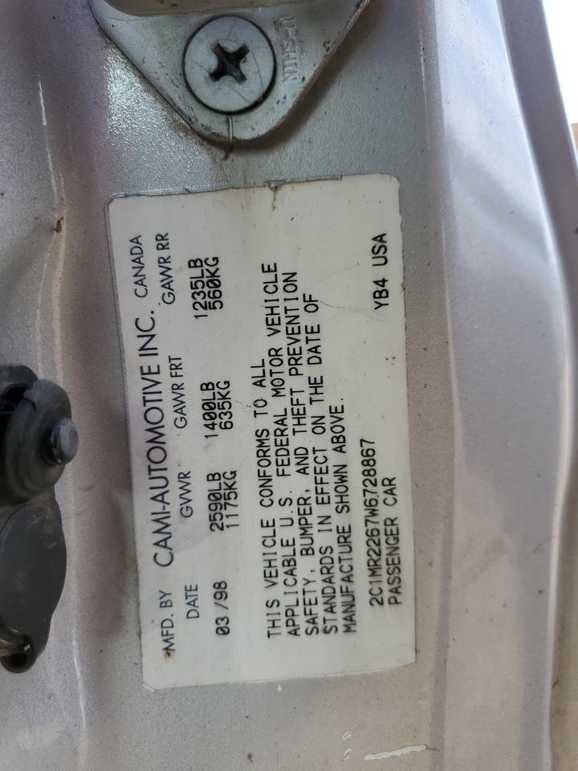 NIHSIN
MFD. BY CAMI-AUTOMOTIVE INC. CANADA
DATE GVWR GAWR FRT GAWR RR
03 /98 2590LB 1400LB 1235LB
1175KG 635KG 560KG
THIS VEHICLE CONFORMS TO ALL
APPLICABLE U.S. FEDERAL MOTOR VEHICLE
SAFETY, BUMPER, AND THEFT PREVENTION
STANDARDS IN EFFECT ON THE DATE OF
MANUFACTURE SHOWN ABOVE.
2C1MR2267W6728867 YB4 USA
PASSENGER CAR